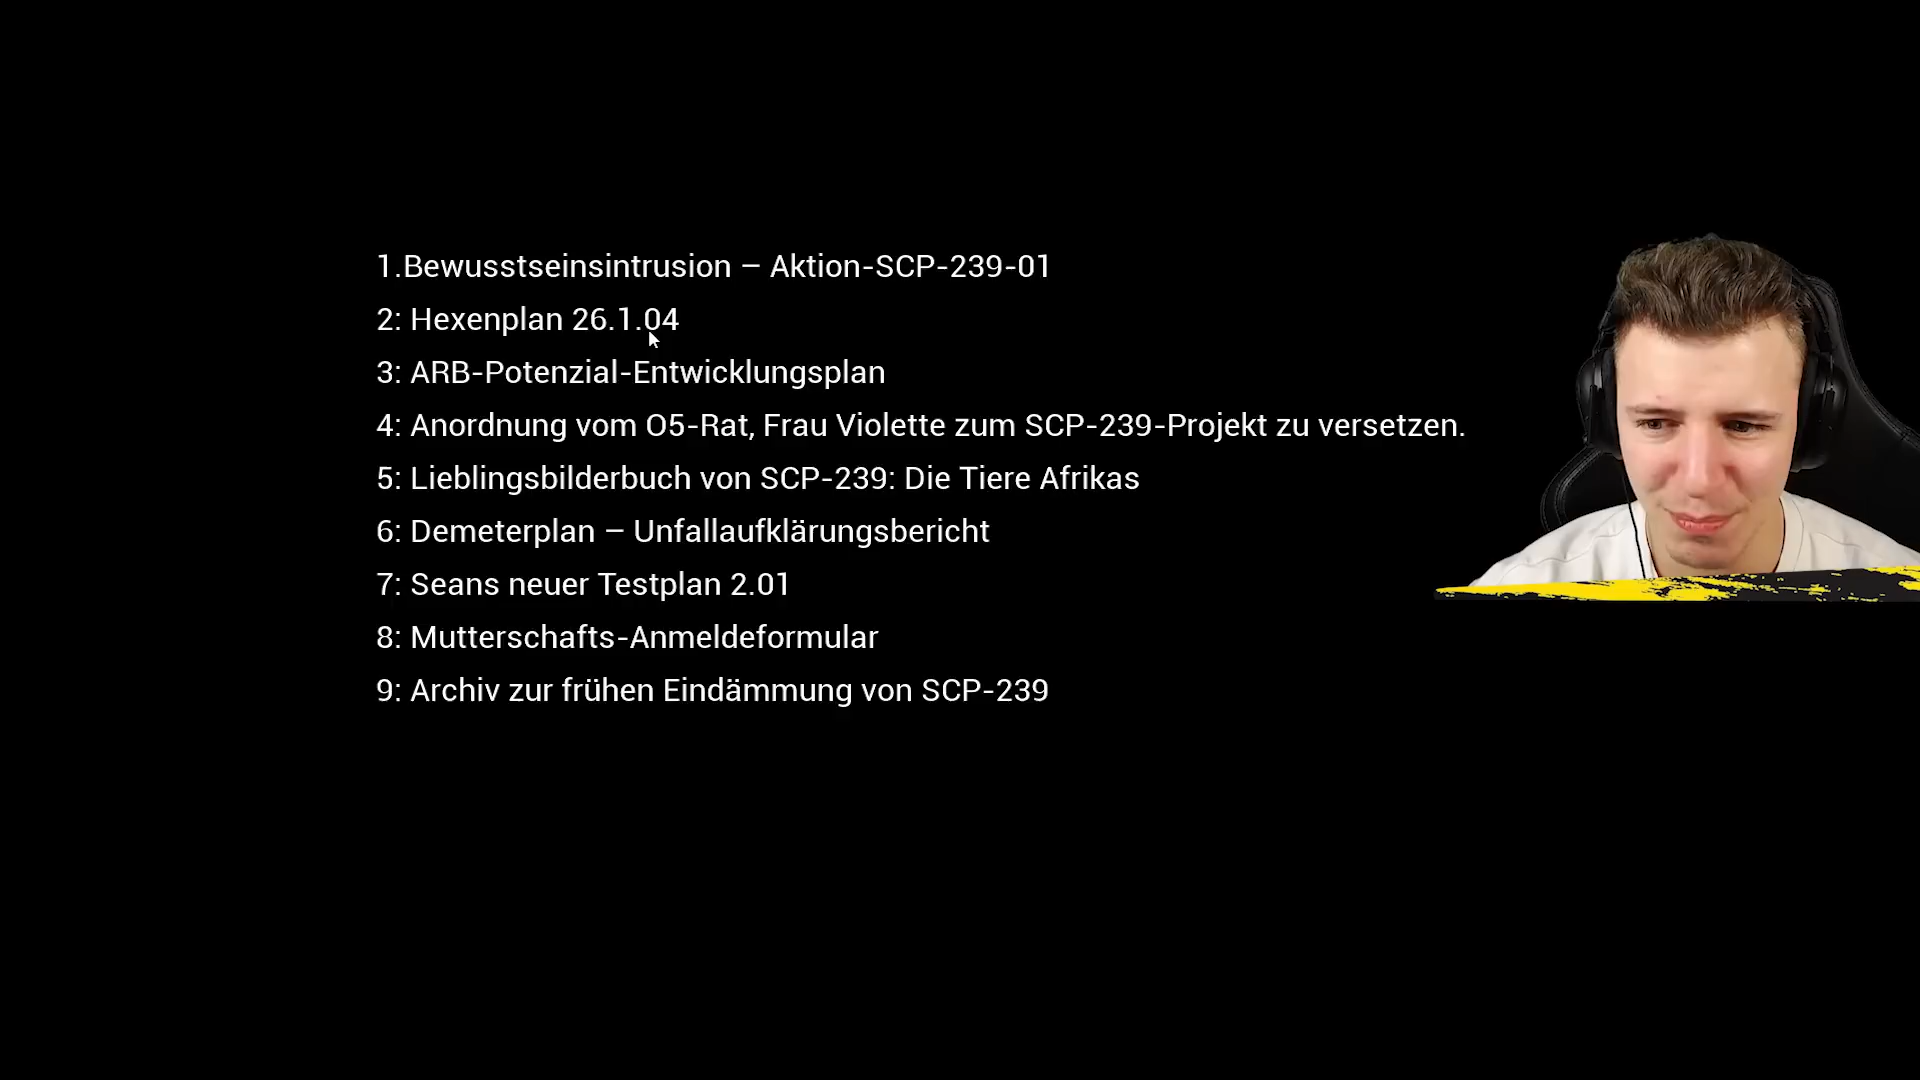 1.Bewusstseinsintrusion – Aktion-SCP-239-01
2: Hexenplan 26.1.04
3: ARB-Potenzial-Entwicklungsplan
4: Anordnung vom O5-Rat, Frau Violette zum SCP-239-Projekt zu versetzen.
5: Lieblingsbilderbuch von SCP-239: Die Tiere Afrikas
6: Demeterplan – Unfallaufklärungsbericht
7: Seans neuer Testplan 2.01
8: Mutterschafts-Anmeldeformular
9: Archiv zur frühen Eindämmung von SCP-239